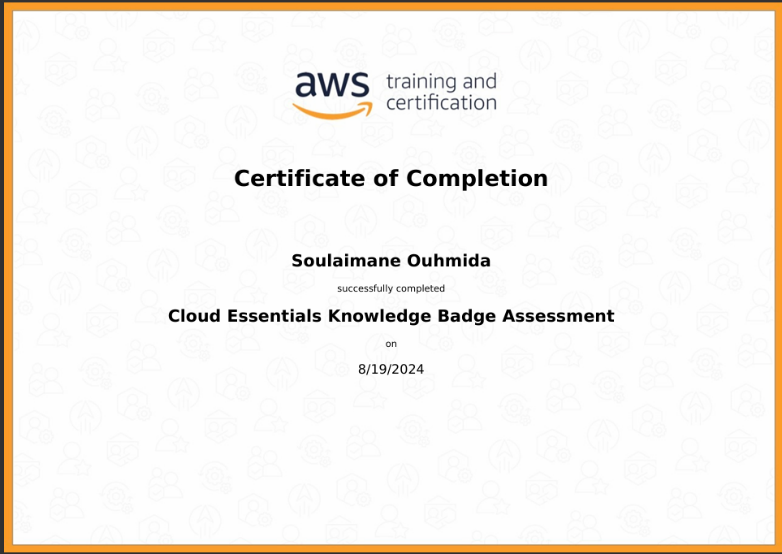 aws training and
certification
Certificate of Completion
Soulaimane Ouhmida
successfully completed
Cloud Essentials Knowledge Badge Assessment
on
8/19/2024